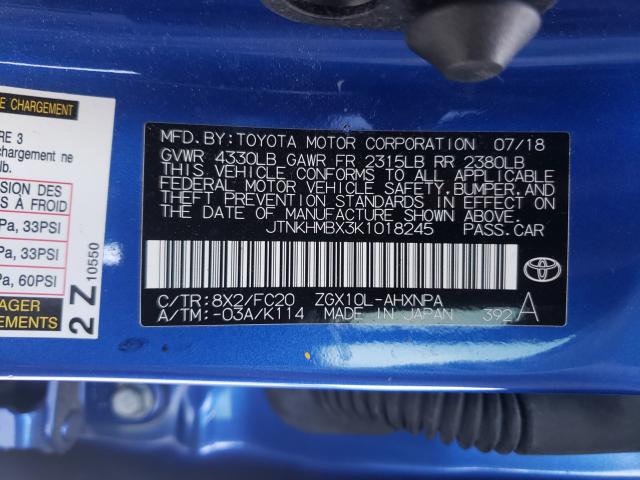 E CHARGEMENT
RE 3
chargement ne
lb.
SION DES
S À FROID
a, 33PSI
a, 33PSI
a, 60PSI
AGER
EMENTS
2 Z 10550
MFD. BY: TOYOTA MOTOR CORPORATION 07/18
GVWR 4330LB GAWR FR 2315LB RR 2380LB
THIS VEHICLE CONFORMS TO ALL APPLICABLE
FEDERAL MOTOR VEHICLE SAFETY, BUMPER, AND
THEFT PREVENTION STANDARDS IN EFFECT ON
THE DATE OF MANUFACTURE SHOWN ABOVE.
JTNKHMBX3K1018245 PASS. CAR
C/TR: 8X2/FC20 ZGX10L-AHXNPA
A/TM: -03A/K114 MADE IN JAPAN 392 A
TOYOTA